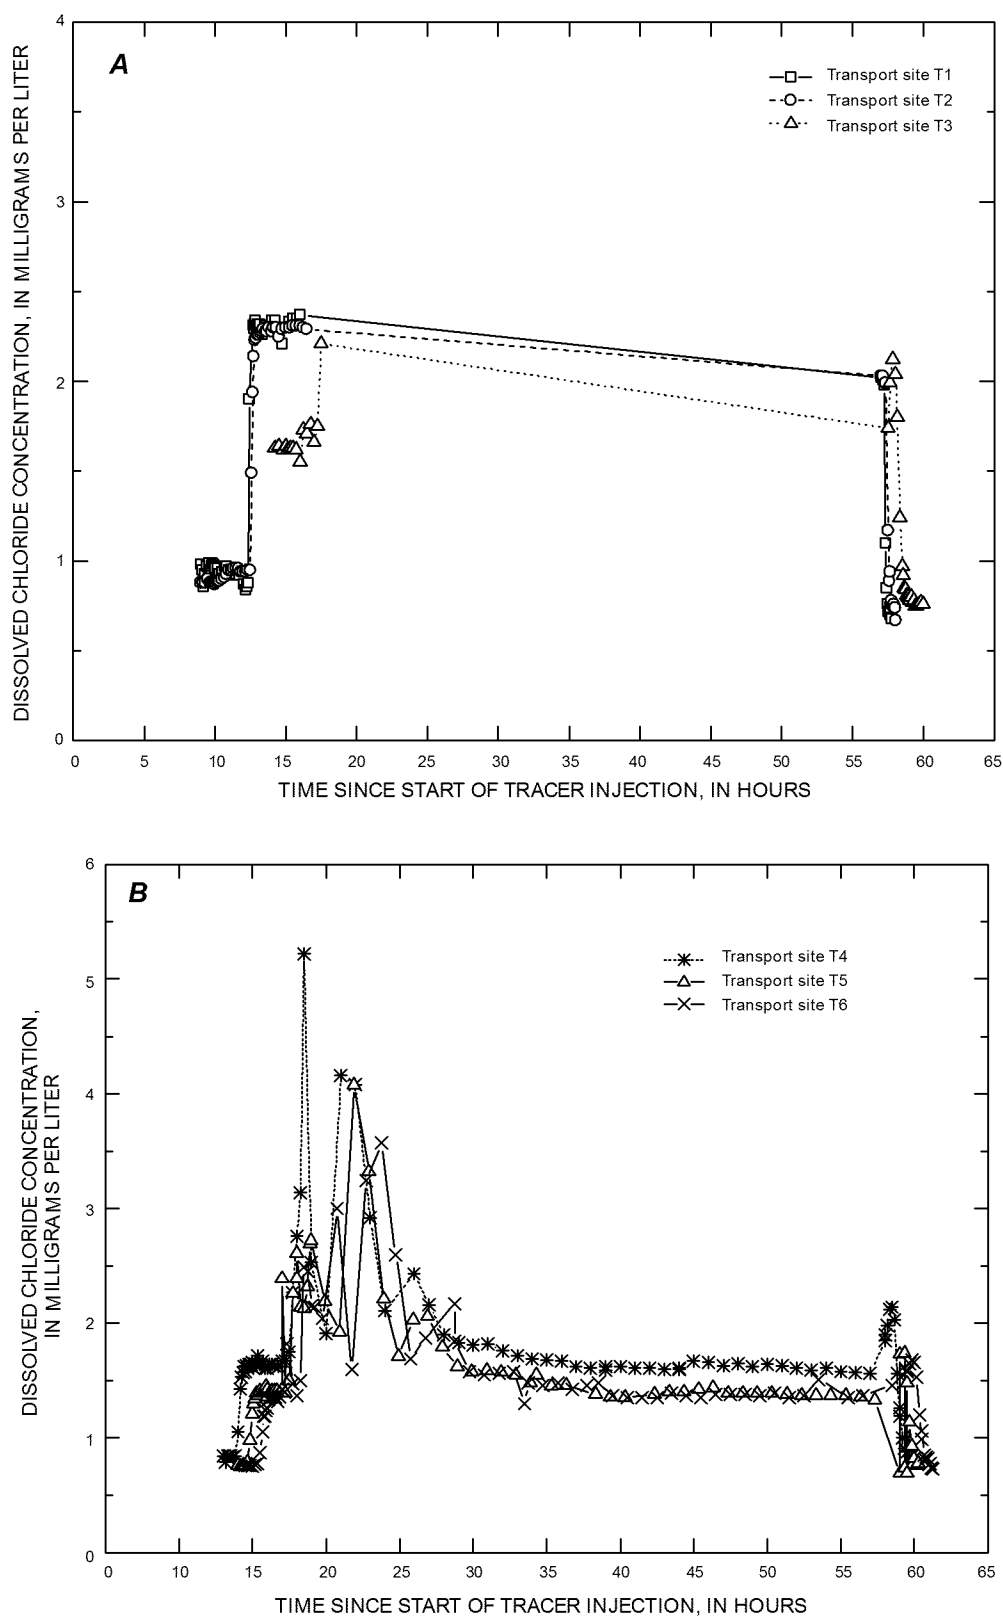 A
Transport site T1
Transport site T2
Transport site T3
DISSOLVED CHLORIDE CONCENTRATION, IN MILLIGRAMS PER LITER
4
3
2
1
0
0 5 10 15 20 25 30 35 40 45 50 55 60 65
TIME SINCE START OF TRACER INJECTION, IN HOURS
B
Transport site T4
Transport site T5
Transport site T6
DISSOLVED CHLORIDE CONCENTRATION,
IN MILLIGRAMS PER LITER
6
5
4
3
2
1
0
0 10 15 20 25 30 35 40 45 50 55 60 65
TIME SINCE START OF TRACER INJECTION, IN HOURS